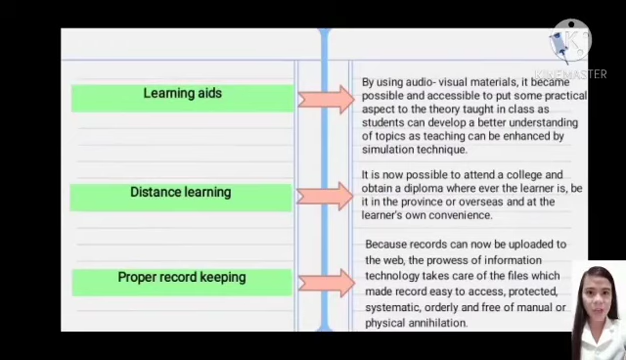 KINEMASTER
Learning aids
By using audio- visual materials, it became
possible and accessible to put some practical
aspect to the theory taught in class as
students can develop a better understanding
of topics as teaching can be enhanced by
simulation technique.
Distance learning
It is now possible to attend a college and
obtain a diploma where ever the learner is, be
it in the province or overseas and at the
learner's own convenience.
Proper record keeping
Because records can now be uploaded to
the web, the prowess of information
technology takes care of the files which
made record easy to access, protected,
systematic, orderly and free of manual or
physical annihilation.